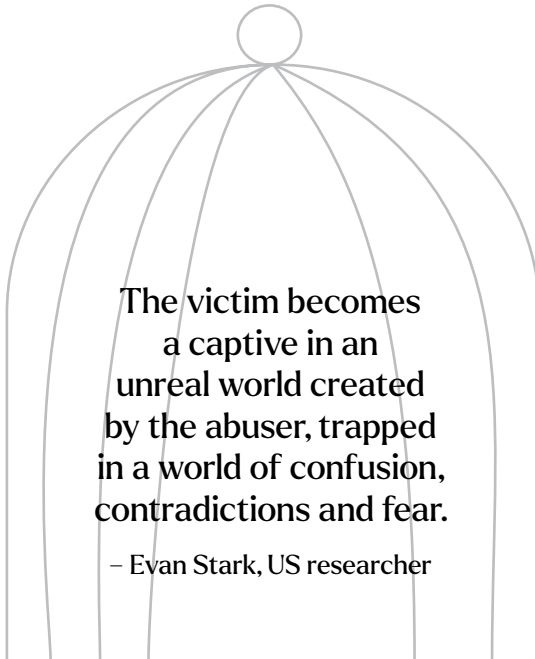 The victim becomes
a captive in an
unreal world created
by the abuser, trapped
in a world of confusion,
contradictions and fear.
– Evan Stark, US researcher